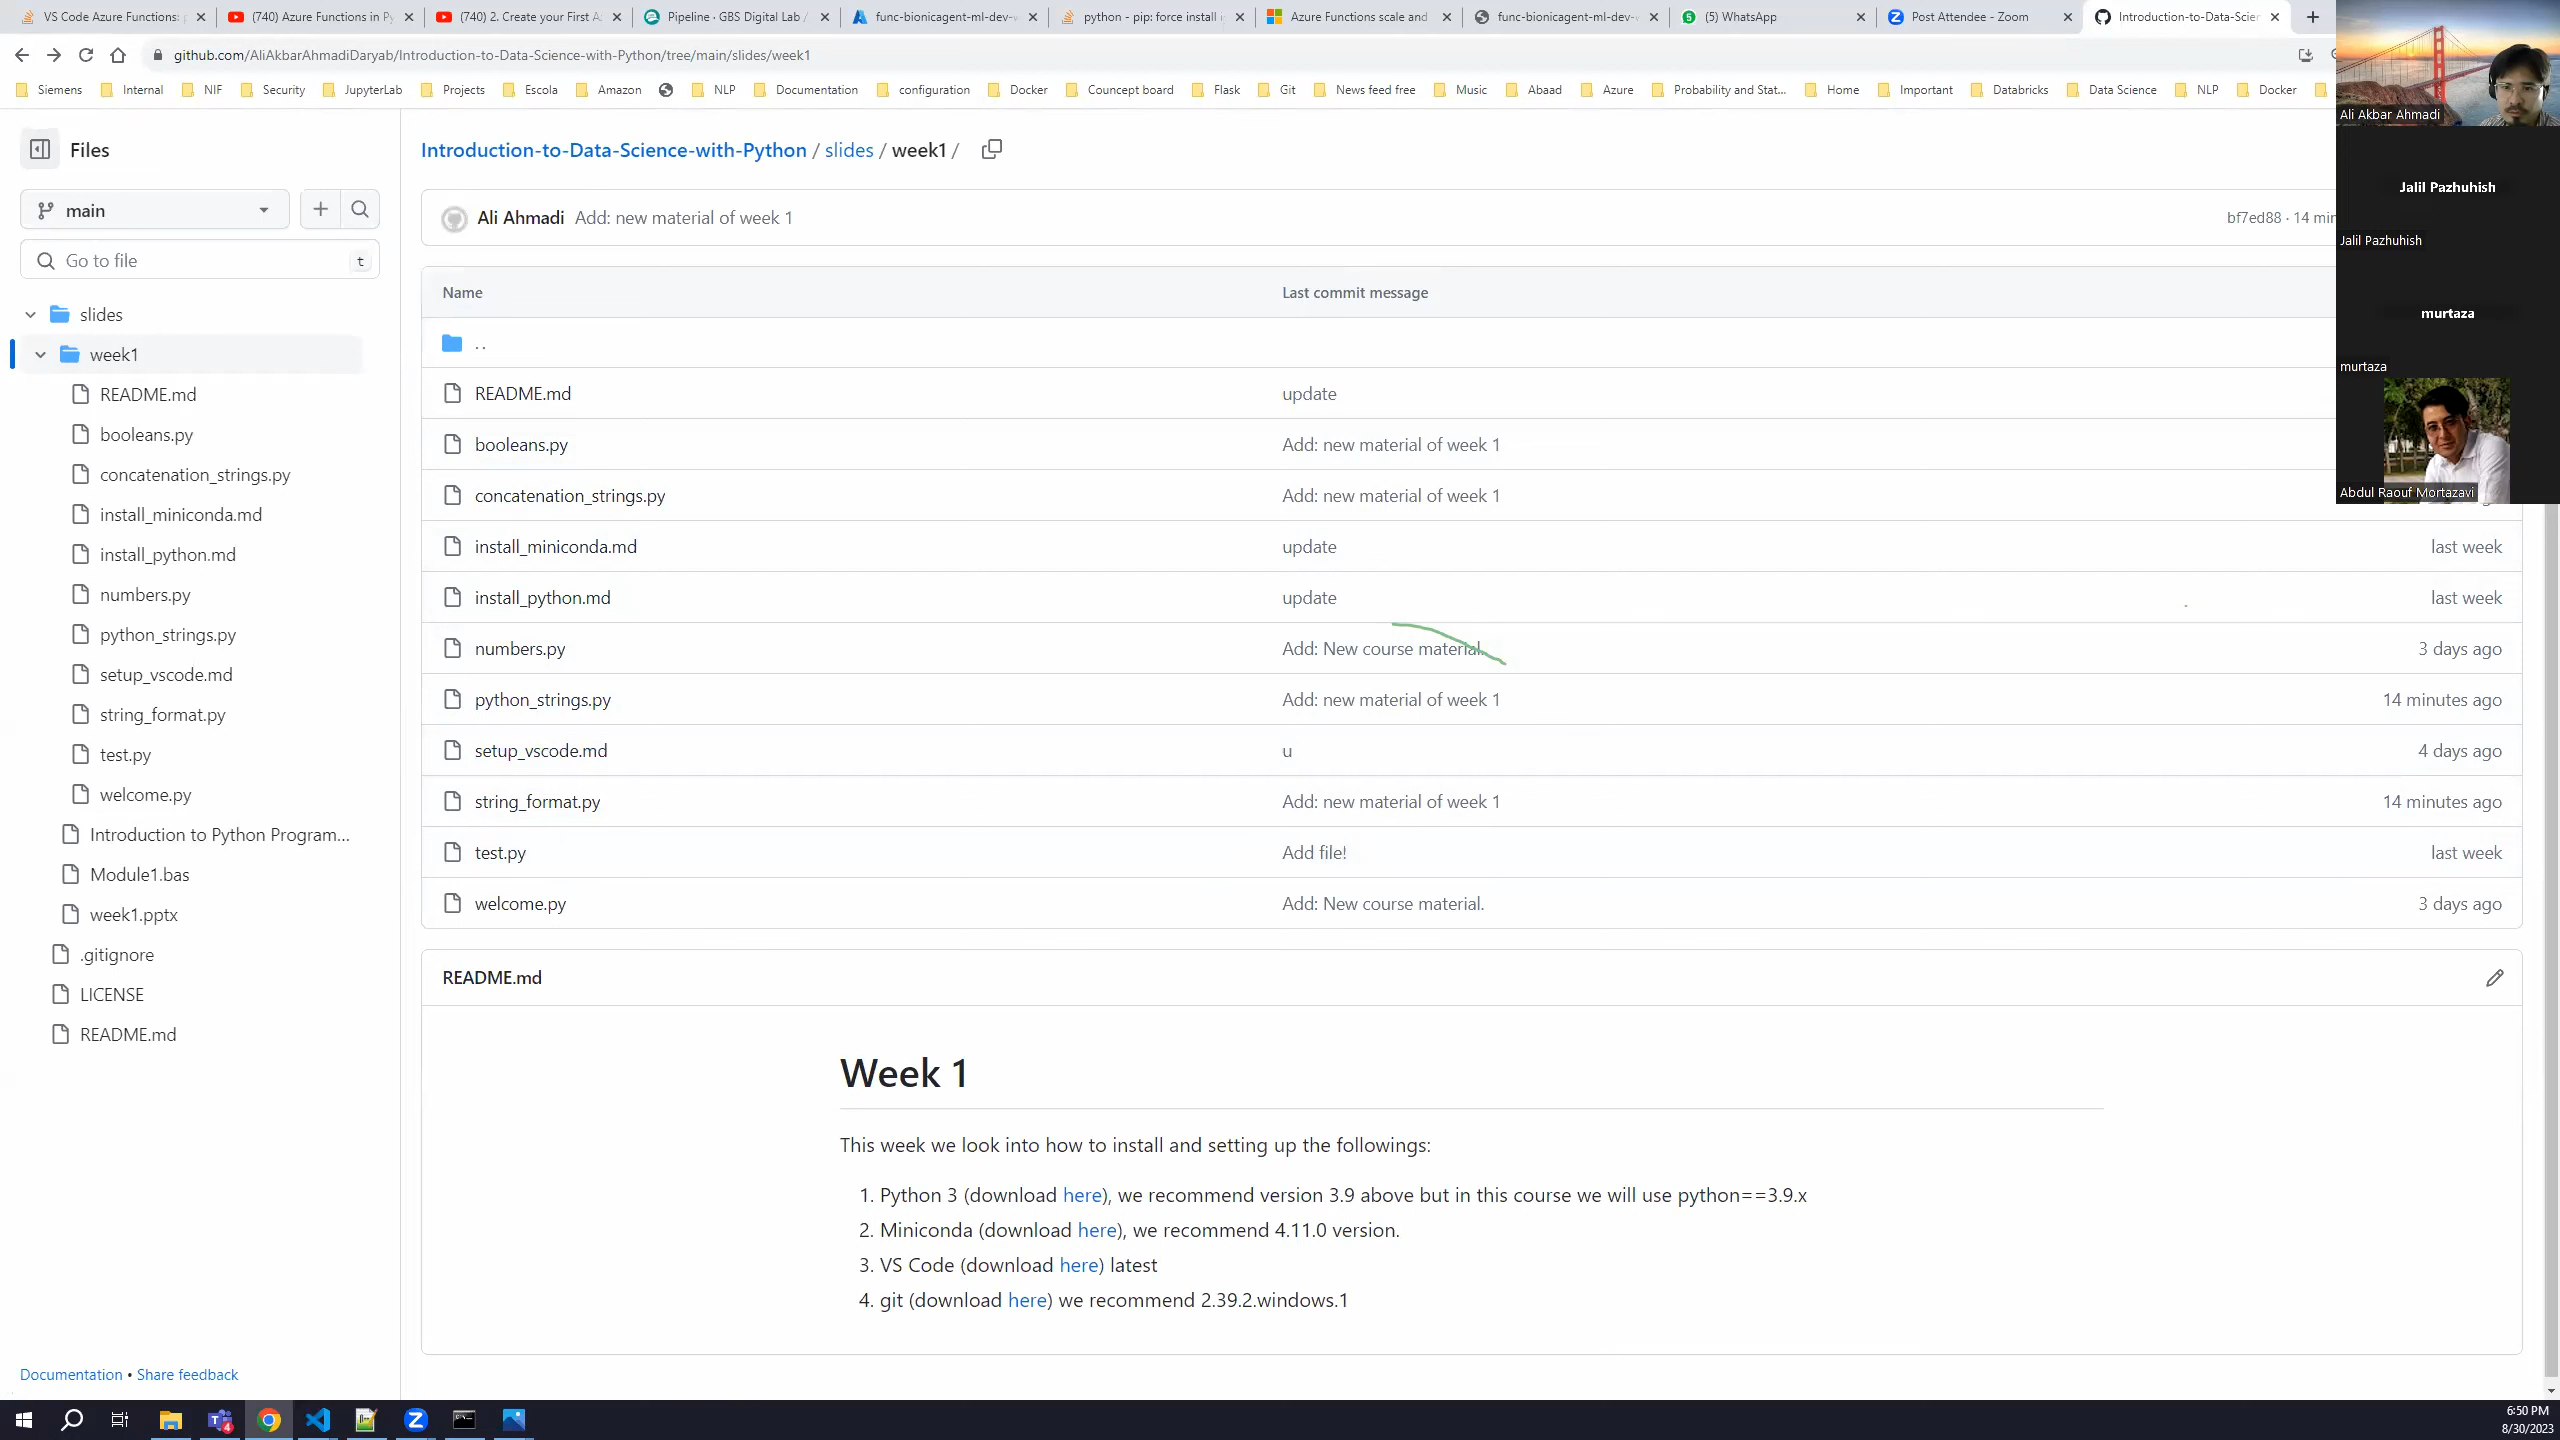 VS Code Azure Functions: p
(740) Azure Functions in Py
(740) 2. Create your First A
Pipeline · GBS Digital Lab /
func-bionicagent-ml-dev-w
python - pip: force install i
Azure Functions scale and
func-bionicagent-ml-dev-w
(5) WhatsApp
Post Attendee - Zoom
Introduction-to-Data-Scien
github.com/AliAkbarAhmadiDaryab/Introduction-to-Data-Science-with-Python/tree/main/slides/week1
Siemens Internal NIF Security JupyterLab Projects Escola Amazon NLP Documentation configuration Docker Councept board Flask Git News feed free Music Abaad Azure Probability and Stat... Home Important Databricks Data Science NLP Docker
Ali Akbar Ahmadi
Jalil Pazhuhish
Jalil Pazhuhish
murtaza
murtaza
Abdul Raouf Mortazavi
Files
main
Go to file t
slides
week1
README.md
booleans.py
concatenation_strings.py
install_miniconda.md
install_python.md
numbers.py
python_strings.py
setup_vscode.md
string_format.py
test.py
welcome.py
Introduction to Python Program...
Module1.bas
week1.pptx
.gitignore
LICENSE
README.md
Documentation • Share feedback
Introduction-to-Data-Science-with-Python / slides / week1 /
Ali Ahmadi Add: new material of week 1 bf7ed88 · 14 min
Name Last commit message
..
README.md update
booleans.py Add: new material of week 1
concatenation_strings.py Add: new material of week 1
install_miniconda.md update last week
install_python.md update last week
numbers.py Add: New course material. 3 days ago
python_strings.py Add: new material of week 1 14 minutes ago
setup_vscode.md u 4 days ago
string_format.py Add: new material of week 1 14 minutes ago
test.py Add file! last week
welcome.py Add: New course material. 3 days ago
README.md
Week 1
This week we look into how to install and setting up the followings:
1. Python 3 (download here), we recommend version 3.9 above but in this course we will use python==3.9.x
2. Miniconda (download here), we recommend 4.11.0 version.
3. VS Code (download here) latest
4. git (download here) we recommend 2.39.2.windows.1
6:50 PM
8/30/2023